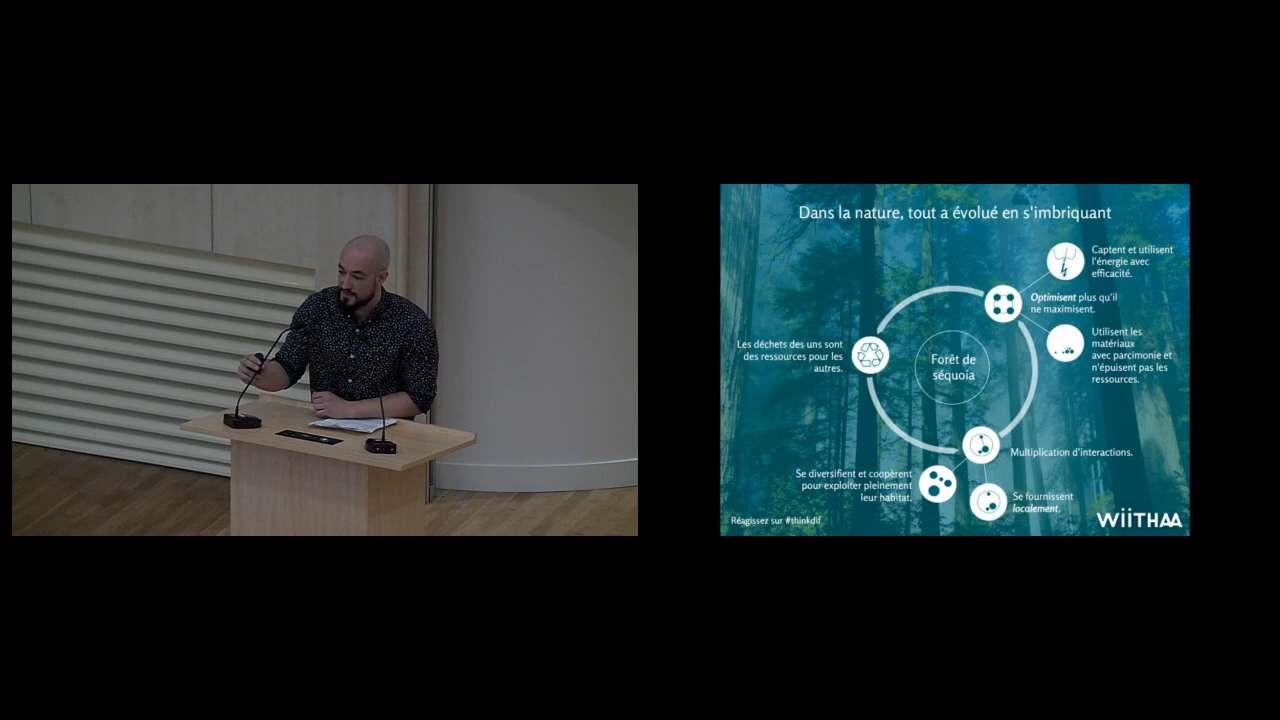 Dans la nature, tout a évolué en s'imbriquant
Captent et utilisent
l'énergie avec
efficacité.
Optimisent plus qu'il
ne maximisent.
Utilisent les
matériaux
avec parcimonie et
n'épuisent pas les
ressources.
Les déchets des uns sont
des ressources pour les
autres.
Forêt de
séquoia
Multiplication d'interactions.
Se diversifient et coopèrent
pour exploiter pleinement
leur habitat.
Se fournissent
localement.
Réagissez sur #thinkdif
WiiTHAA